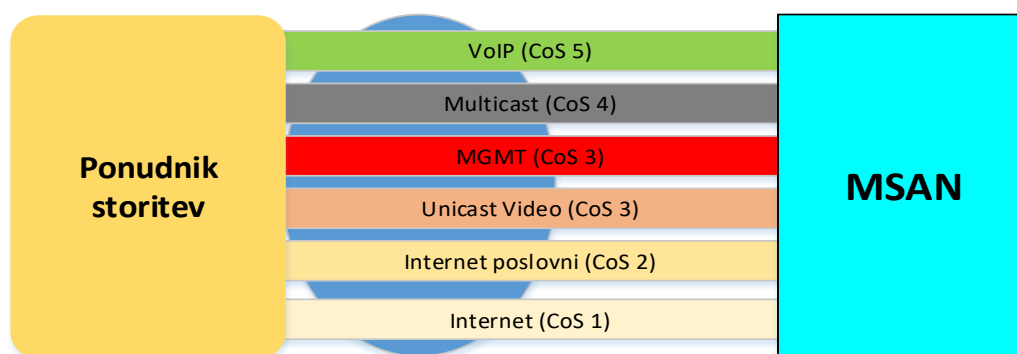 Ponudnik
storitev
VoIP (CoS 5)
Multicast (CoS 4)
MGMT (CoS 3)
Unicast Video (CoS 3)
Internet poslovni (CoS 2)
Internet (CoS 1)
MSAN